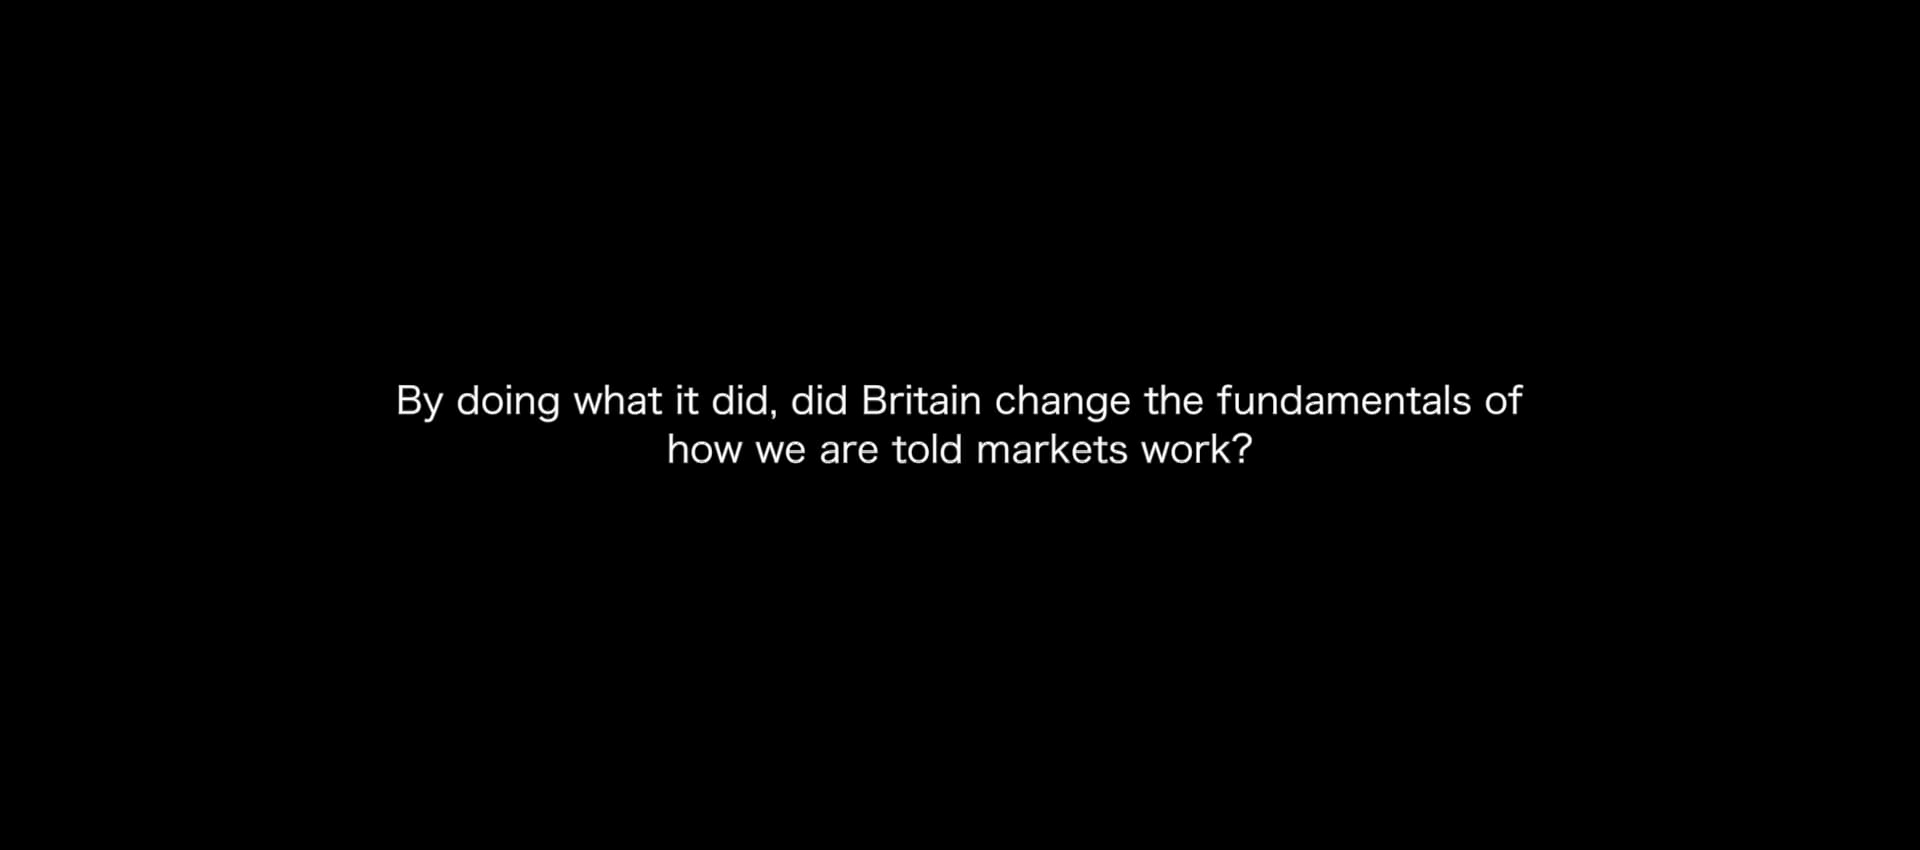 By doing what it did, did Britain change the fundamentals of
how we are told markets work?